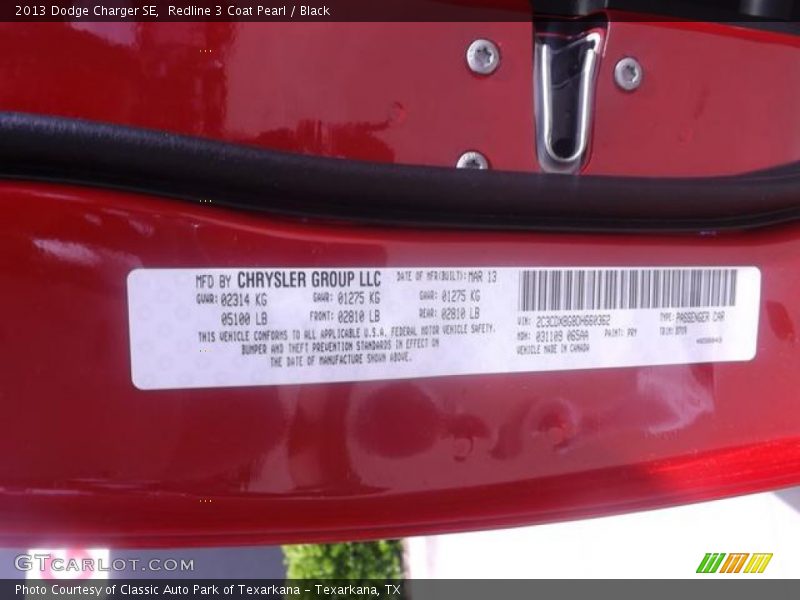 2013 Dodge Charger SE, Redline 3 Coat Pearl / Black
MFD BY CHRYSLER GROUP LLC DATE OF MFR(BUILT): MAR 13
GVWR: 02314 KG GAWR: 01275 KG GAWR: 01275 KG
05100 LB FRONT: 02810 LB REAR: 02810 LB
THIS VEHICLE CONFORMS TO ALL APPLICABLE U.S.A. FEDERAL MOTOR VEHICLE SAFETY,
BUMPER AND THEFT PREVENTION STANDARDS IN EFFECT ON
THE DATE OF MANUFACTURE SHOWN ABOVE.
VIN: TYPE: PASSENGER CAR
MDH: 031109 065AA PAINT: PRY TRIM:
VEHICLE MADE IN CANADA
GTCARLOT.COM
Photo Courtesy of Classic Auto Park of Texarkana - Texarkana, TX